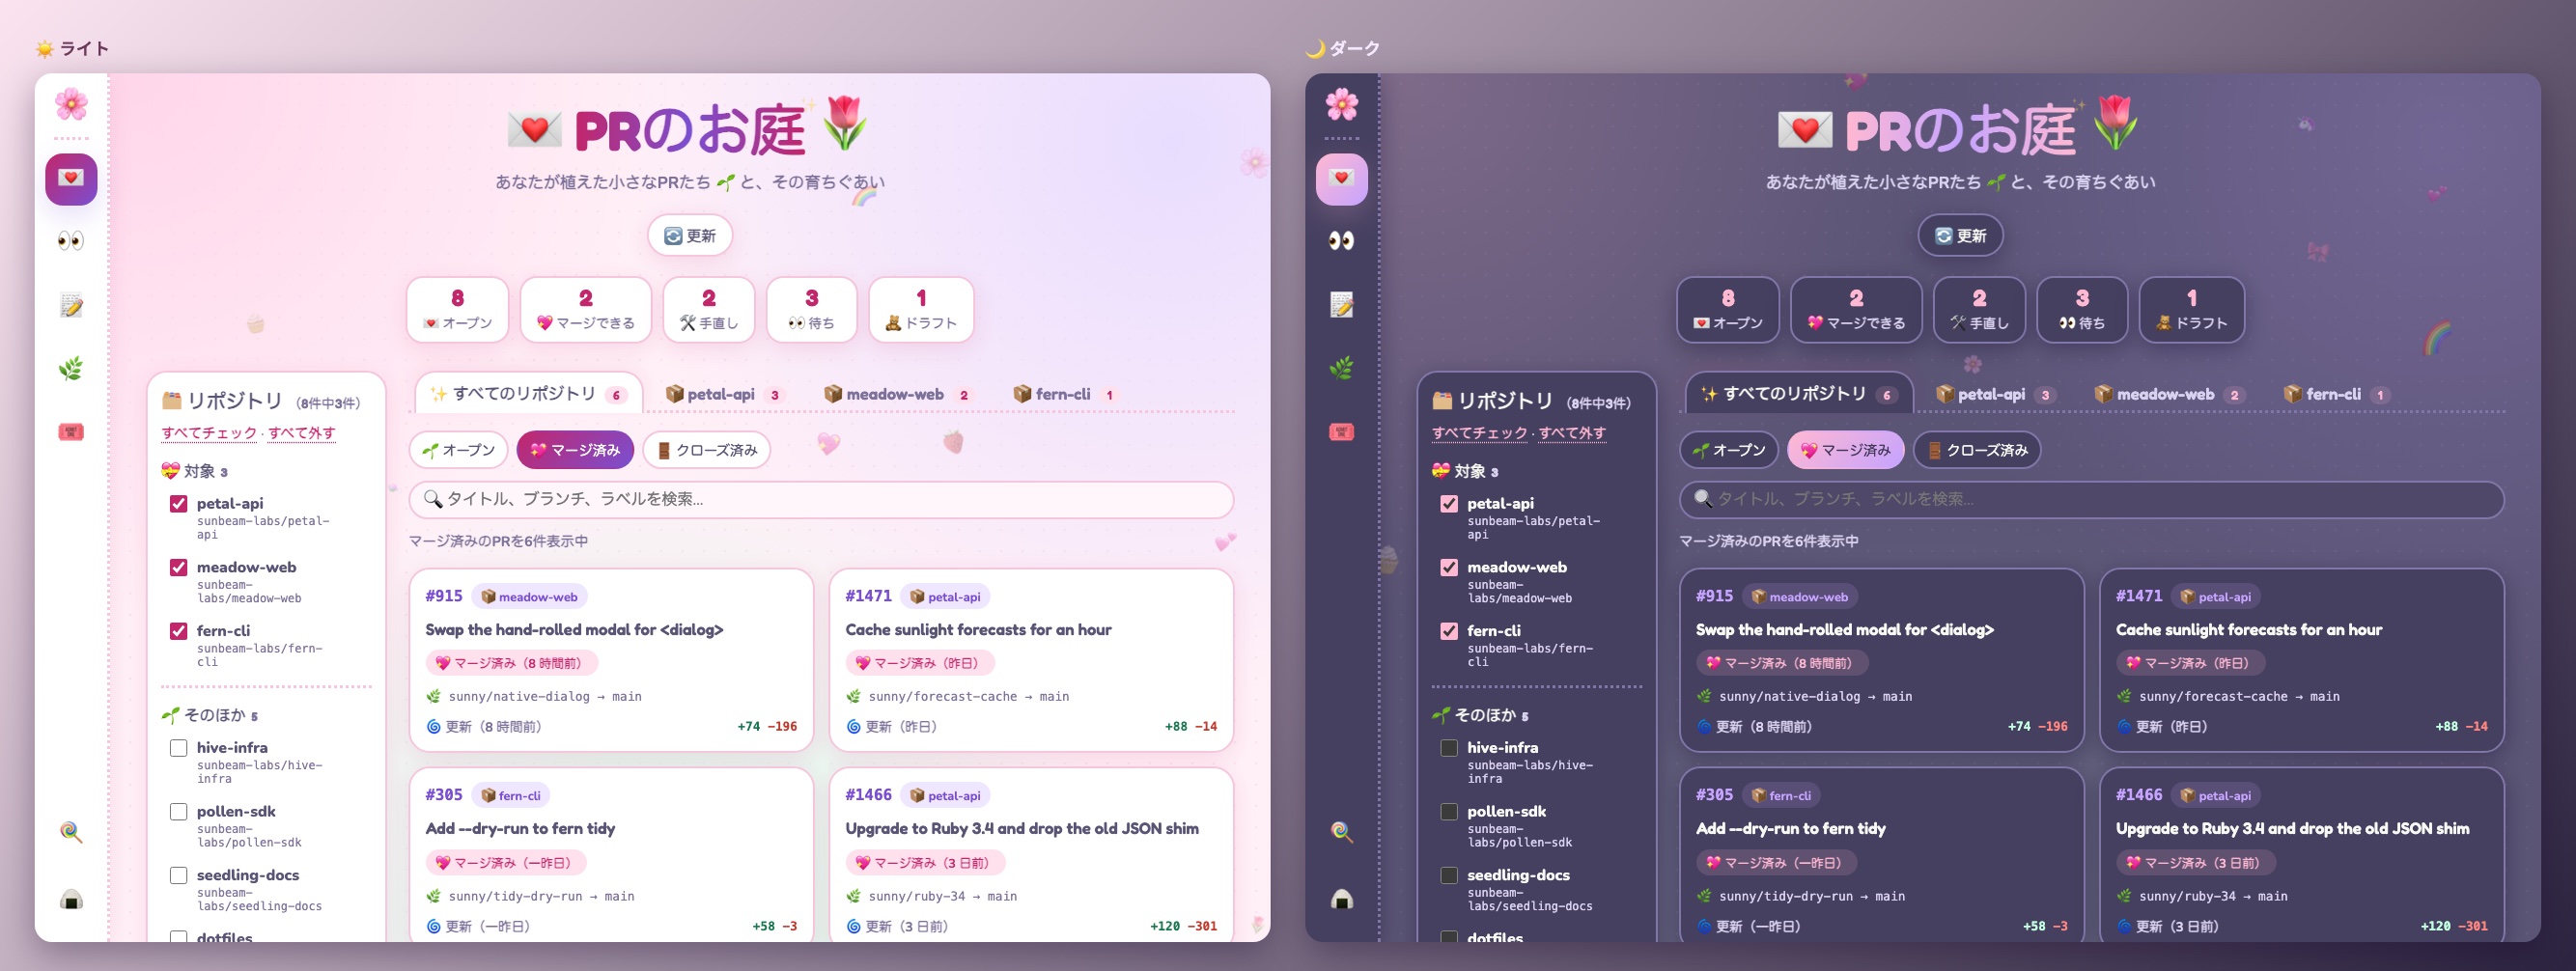 ライト
PRのお庭
あなたが植えた小さなPRたち 🌱 と、その育ちぐあい
更新
8
オープン
2
マージできる
2
手直し
3
待ち
1
ドラフト
リポジトリ（8件中3件）
すべてチェック · すべて外す
対象 3
petal-api
sunbeam-labs/petal-
api
meadow-web
sunbeam-
labs/meadow-web
fern-cli
sunbeam-labs/fern-
cli
そのほか 5
hive-infra
sunbeam-labs/hive-
infra
pollen-sdk
sunbeam-
labs/pollen-sdk
seedling-docs
sunbeam-
labs/seedling-docs
dotfiles
すべてのリポジトリ 6
petal-api 3
meadow-web 2
fern-cli 1
オープン
マージ済み
クローズ済み
タイトル、ブランチ、ラベルを検索...
マージ済みのPRを6件表示中
#915 meadow-web
Swap the hand-rolled modal for <dialog>
マージ済み（8 時間前）
sunny/native-dialog → main
更新（8 時間前） +74 −196
#1471 petal-api
Cache sunlight forecasts for an hour
マージ済み（昨日）
sunny/forecast-cache → main
更新（昨日） +88 −14
#305 fern-cli
Add --dry-run to fern tidy
マージ済み（一昨日）
sunny/tidy-dry-run → main
更新（一昨日） +58 −3
#1466 petal-api
Upgrade to Ruby 3.4 and drop the old JSON shim
マージ済み（3 日前）
sunny/ruby-34 → main
更新（3 日前） +120 −301
ダーク
PRのお庭
あなたが植えた小さなPRたち 🌱 と、その育ちぐあい
更新
8
オープン
2
マージできる
2
手直し
3
待ち
1
ドラフト
リポジトリ（8件中3件）
すべてチェック · すべて外す
対象 3
petal-api
sunbeam-labs/petal-
api
meadow-web
sunbeam-
labs/meadow-web
fern-cli
sunbeam-labs/fern-
cli
そのほか 5
hive-infra
sunbeam-labs/hive-
infra
pollen-sdk
sunbeam-
labs/pollen-sdk
seedling-docs
sunbeam-
labs/seedling-docs
dotfiles
すべてのリポジトリ 6
petal-api 3
meadow-web 2
fern-cli 1
オープン
マージ済み
クローズ済み
タイトル、ブランチ、ラベルを検索...
マージ済みのPRを6件表示中
#915 meadow-web
Swap the hand-rolled modal for <dialog>
マージ済み（8 時間前）
sunny/native-dialog → main
更新（8 時間前） +74 −196
#1471 petal-api
Cache sunlight forecasts for an hour
マージ済み（昨日）
sunny/forecast-cache → main
更新（昨日） +88 −14
#305 fern-cli
Add --dry-run to fern tidy
マージ済み（一昨日）
sunny/tidy-dry-run → main
更新（一昨日） +58 −3
#1466 petal-api
Upgrade to Ruby 3.4 and drop the old JSON shim
マージ済み（3 日前）
sunny/ruby-34 → main
更新（3 日前） +120 −301